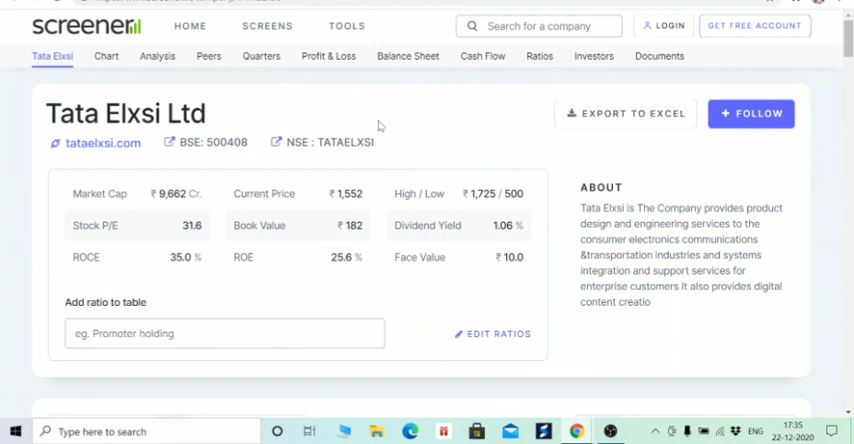 screener
HOME SCREENS TOOLS
Search for a company
LOGIN
GET FREE ACCOUNT
Tata Elxsi Chart Analysis Peers Quarters Profit & Loss Balance Sheet Cash Flow Ratios Investors Documents
Tata Elxsi Ltd
EXPORT TO EXCEL
+ FOLLOW
tataelxsi.com BSE: 500408 NSE : TATAELXSI
Market Cap ₹ 9,662 Cr. Current Price ₹ 1,552 High / Low ₹ 1,725 / 500
Stock P/E 31.6 Book Value ₹ 182 Dividend Yield 1.06 %
ROCE 35.0 % ROE 25.6 % Face Value ₹ 10.0
Add ratio to table
eg. Promoter holding
EDIT RATIOS
ABOUT
Tata Elxsi is The Company provides product
design and engineering services to the
consumer electronics communications
&transportation industries and systems
integration and support services for
enterprise customers It also provides digital
content creatio
Type here to search
ENG
17:35
22-12-2020